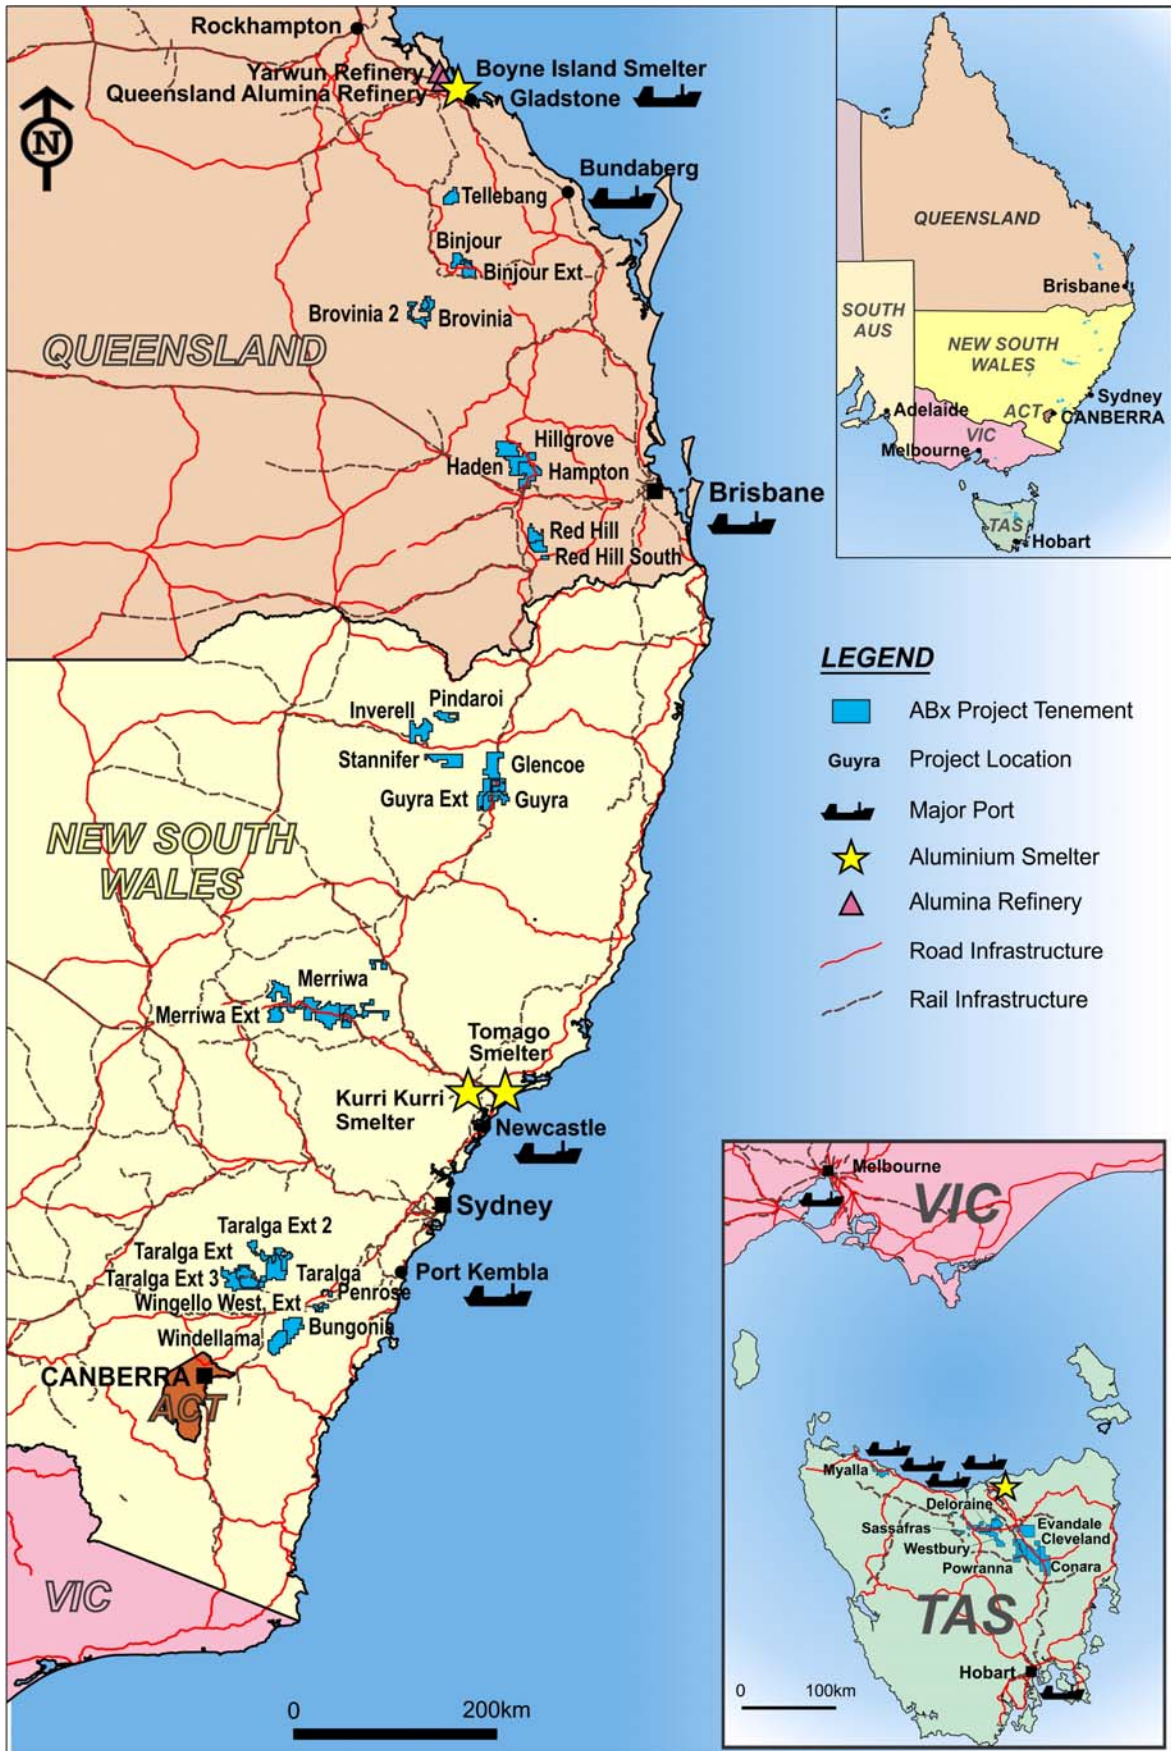 Rockhampton
Yarwun Refinery
Queensland Alumina Refinery
Boyne Island Smelter
Gladstone
N
Bundaberg
Tellebang
Binjour
Binjour Ext
Brovinia 2
Brovinia
QUEENSLAND
Hillgrove
Haden
Hampton
Brisbane
Red Hill
Red Hill South
Pindaroi
Inverell
Stannifer
Glencoe
Guyra Ext
Guyra
NEW SOUTH
WALES
Merriwa
Merriwa Ext
Tomago
Smelter
Kurri Kurri
Smelter
Newcastle
Sydney
Taralga Ext 2
Taralga Ext
Taralga Ext 3
Taralga
Port Kembla
Penrose
Wingello West, Ext
Bungonia
Windellama
CANBERRA
ACT
VIC
0
200km
QUEENSLAND
Brisbane
SOUTH
AUS
NEW SOUTH
WALES
Sydney
ACT
CANBERRA
Adelaide
VIC
Melbourne
TAS
Hobart
LEGEND
ABx Project Tenement
Guyra
Project Location
Major Port
Aluminium Smelter
Alumina Refinery
Road Infrastructure
Rail Infrastructure
Melbourne
VIC
Myalla
Deloraine
Sassafras
Evandale
Cleveland
Westbury
Powranna
Conara
TAS
Hobart
0
100km